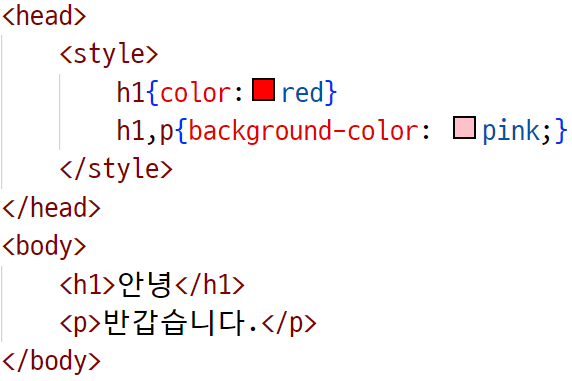 <head>
<style>
h1{color: red}
h1,p{background-color: pink;}
</style>
</head>
<body>
<h1>안녕</h1>
<p>반갑습니다.</p>
</body>